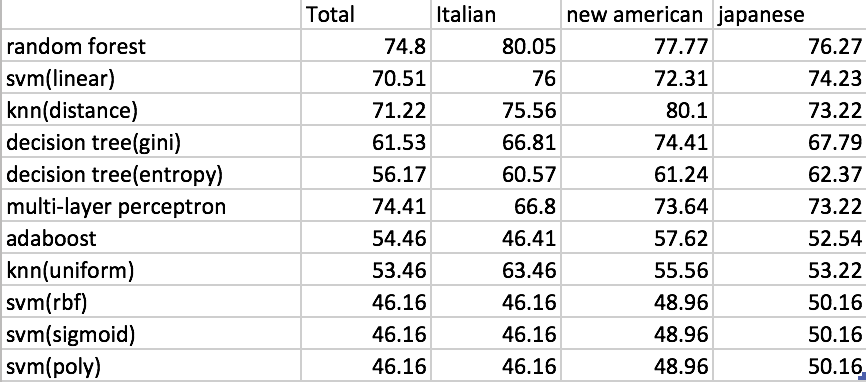 Total Italian new american japanese
random forest 74.8 80.05 77.77 76.27
svm(linear) 70.51 76 72.31 74.23
knn(distance) 71.22 75.56 80.1 73.22
decision tree(gini) 61.53 66.81 74.41 67.79
decision tree(entropy) 56.17 60.57 61.24 62.37
multi-layer perceptron 74.41 66.8 73.64 73.22
adaboost 54.46 46.41 57.62 52.54
knn(uniform) 53.46 63.46 55.56 53.22
svm(rbf) 46.16 46.16 48.96 50.16
svm(sigmoid) 46.16 46.16 48.96 50.16
svm(poly) 46.16 46.16 48.96 50.16